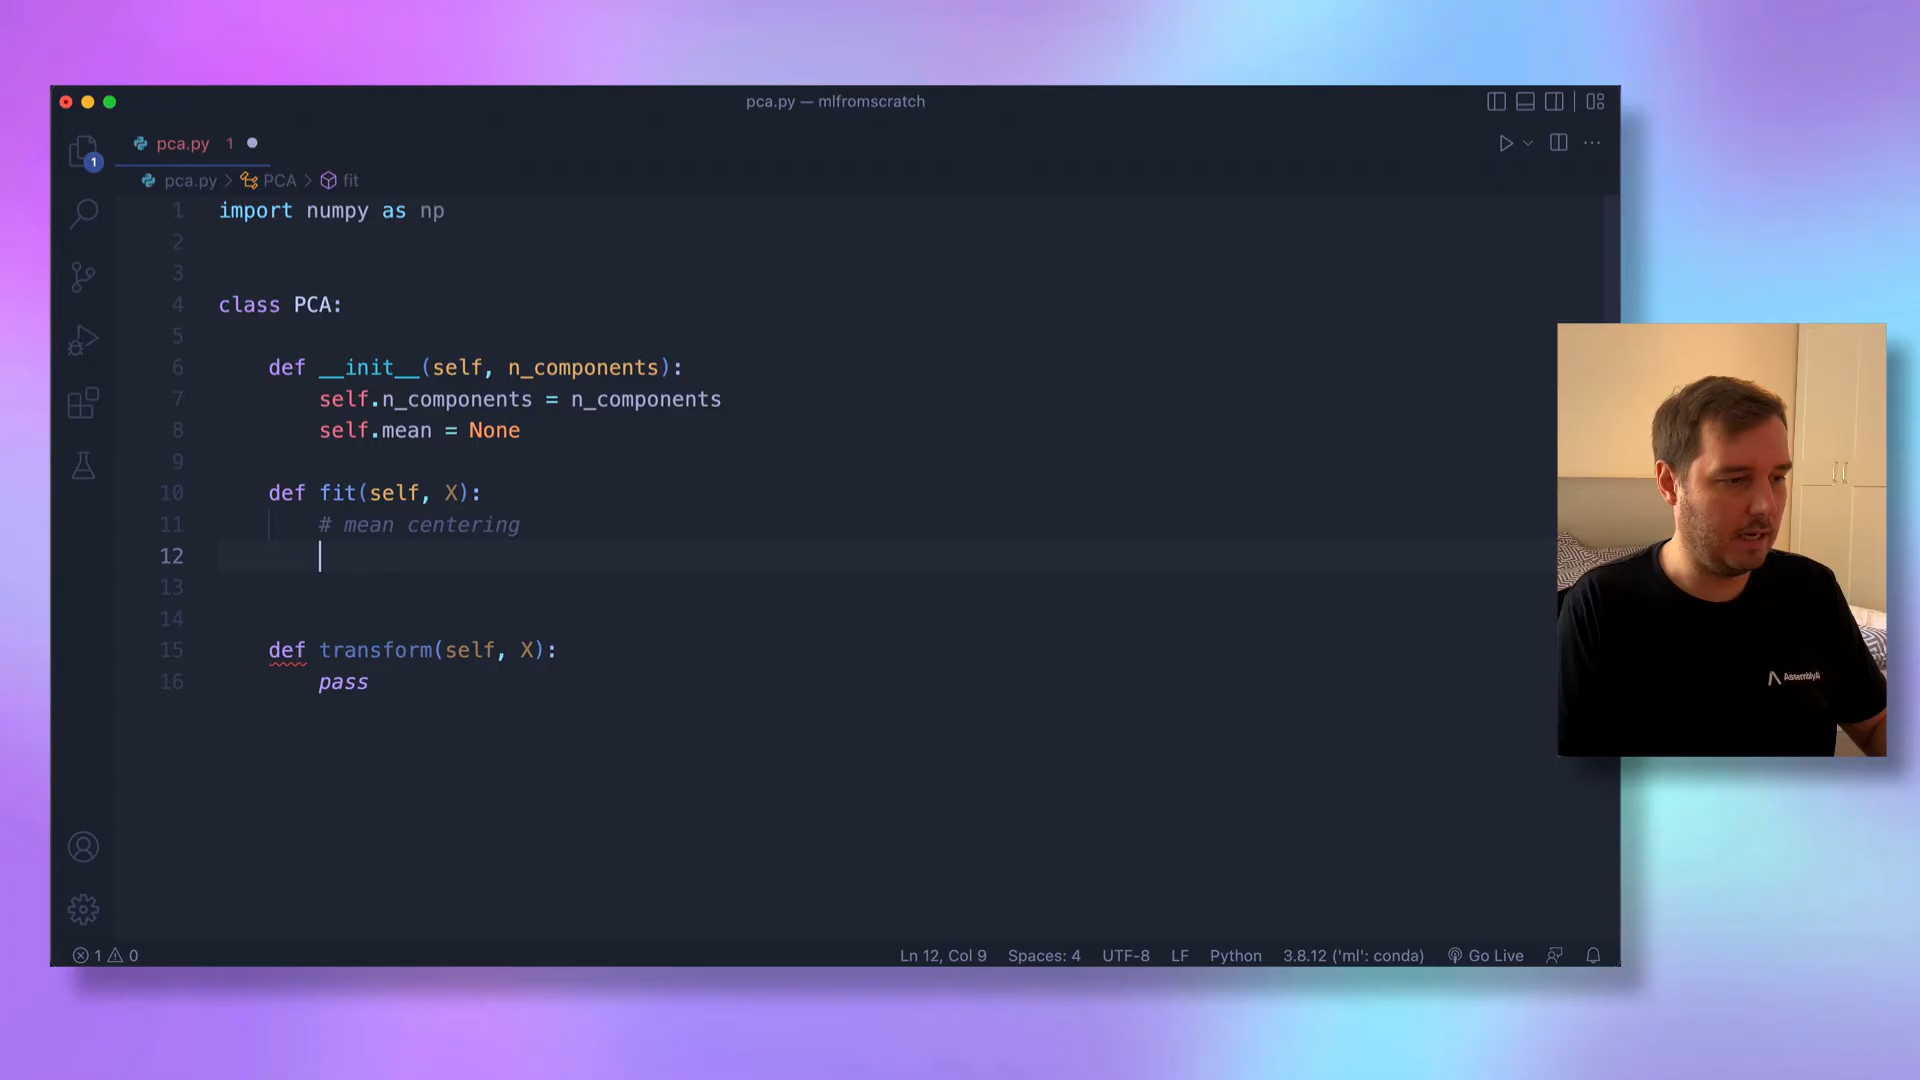 pca.py — mlfromscratch
pca.py 1
1
pca.py > PCA > fit
1 import numpy as np
2
3
4 class PCA:
5
6 def __init__(self, n_components):
7 self.n_components = n_components
8 self.mean = None
9
10 def fit(self, X):
11 # mean centering
12
13
14
15 def transform(self, X):
16 pass
AssemblyAI
1 0 Ln 12, Col 9 Spaces: 4 UTF-8 LF Python 3.8.12 ('ml': conda) Go Live